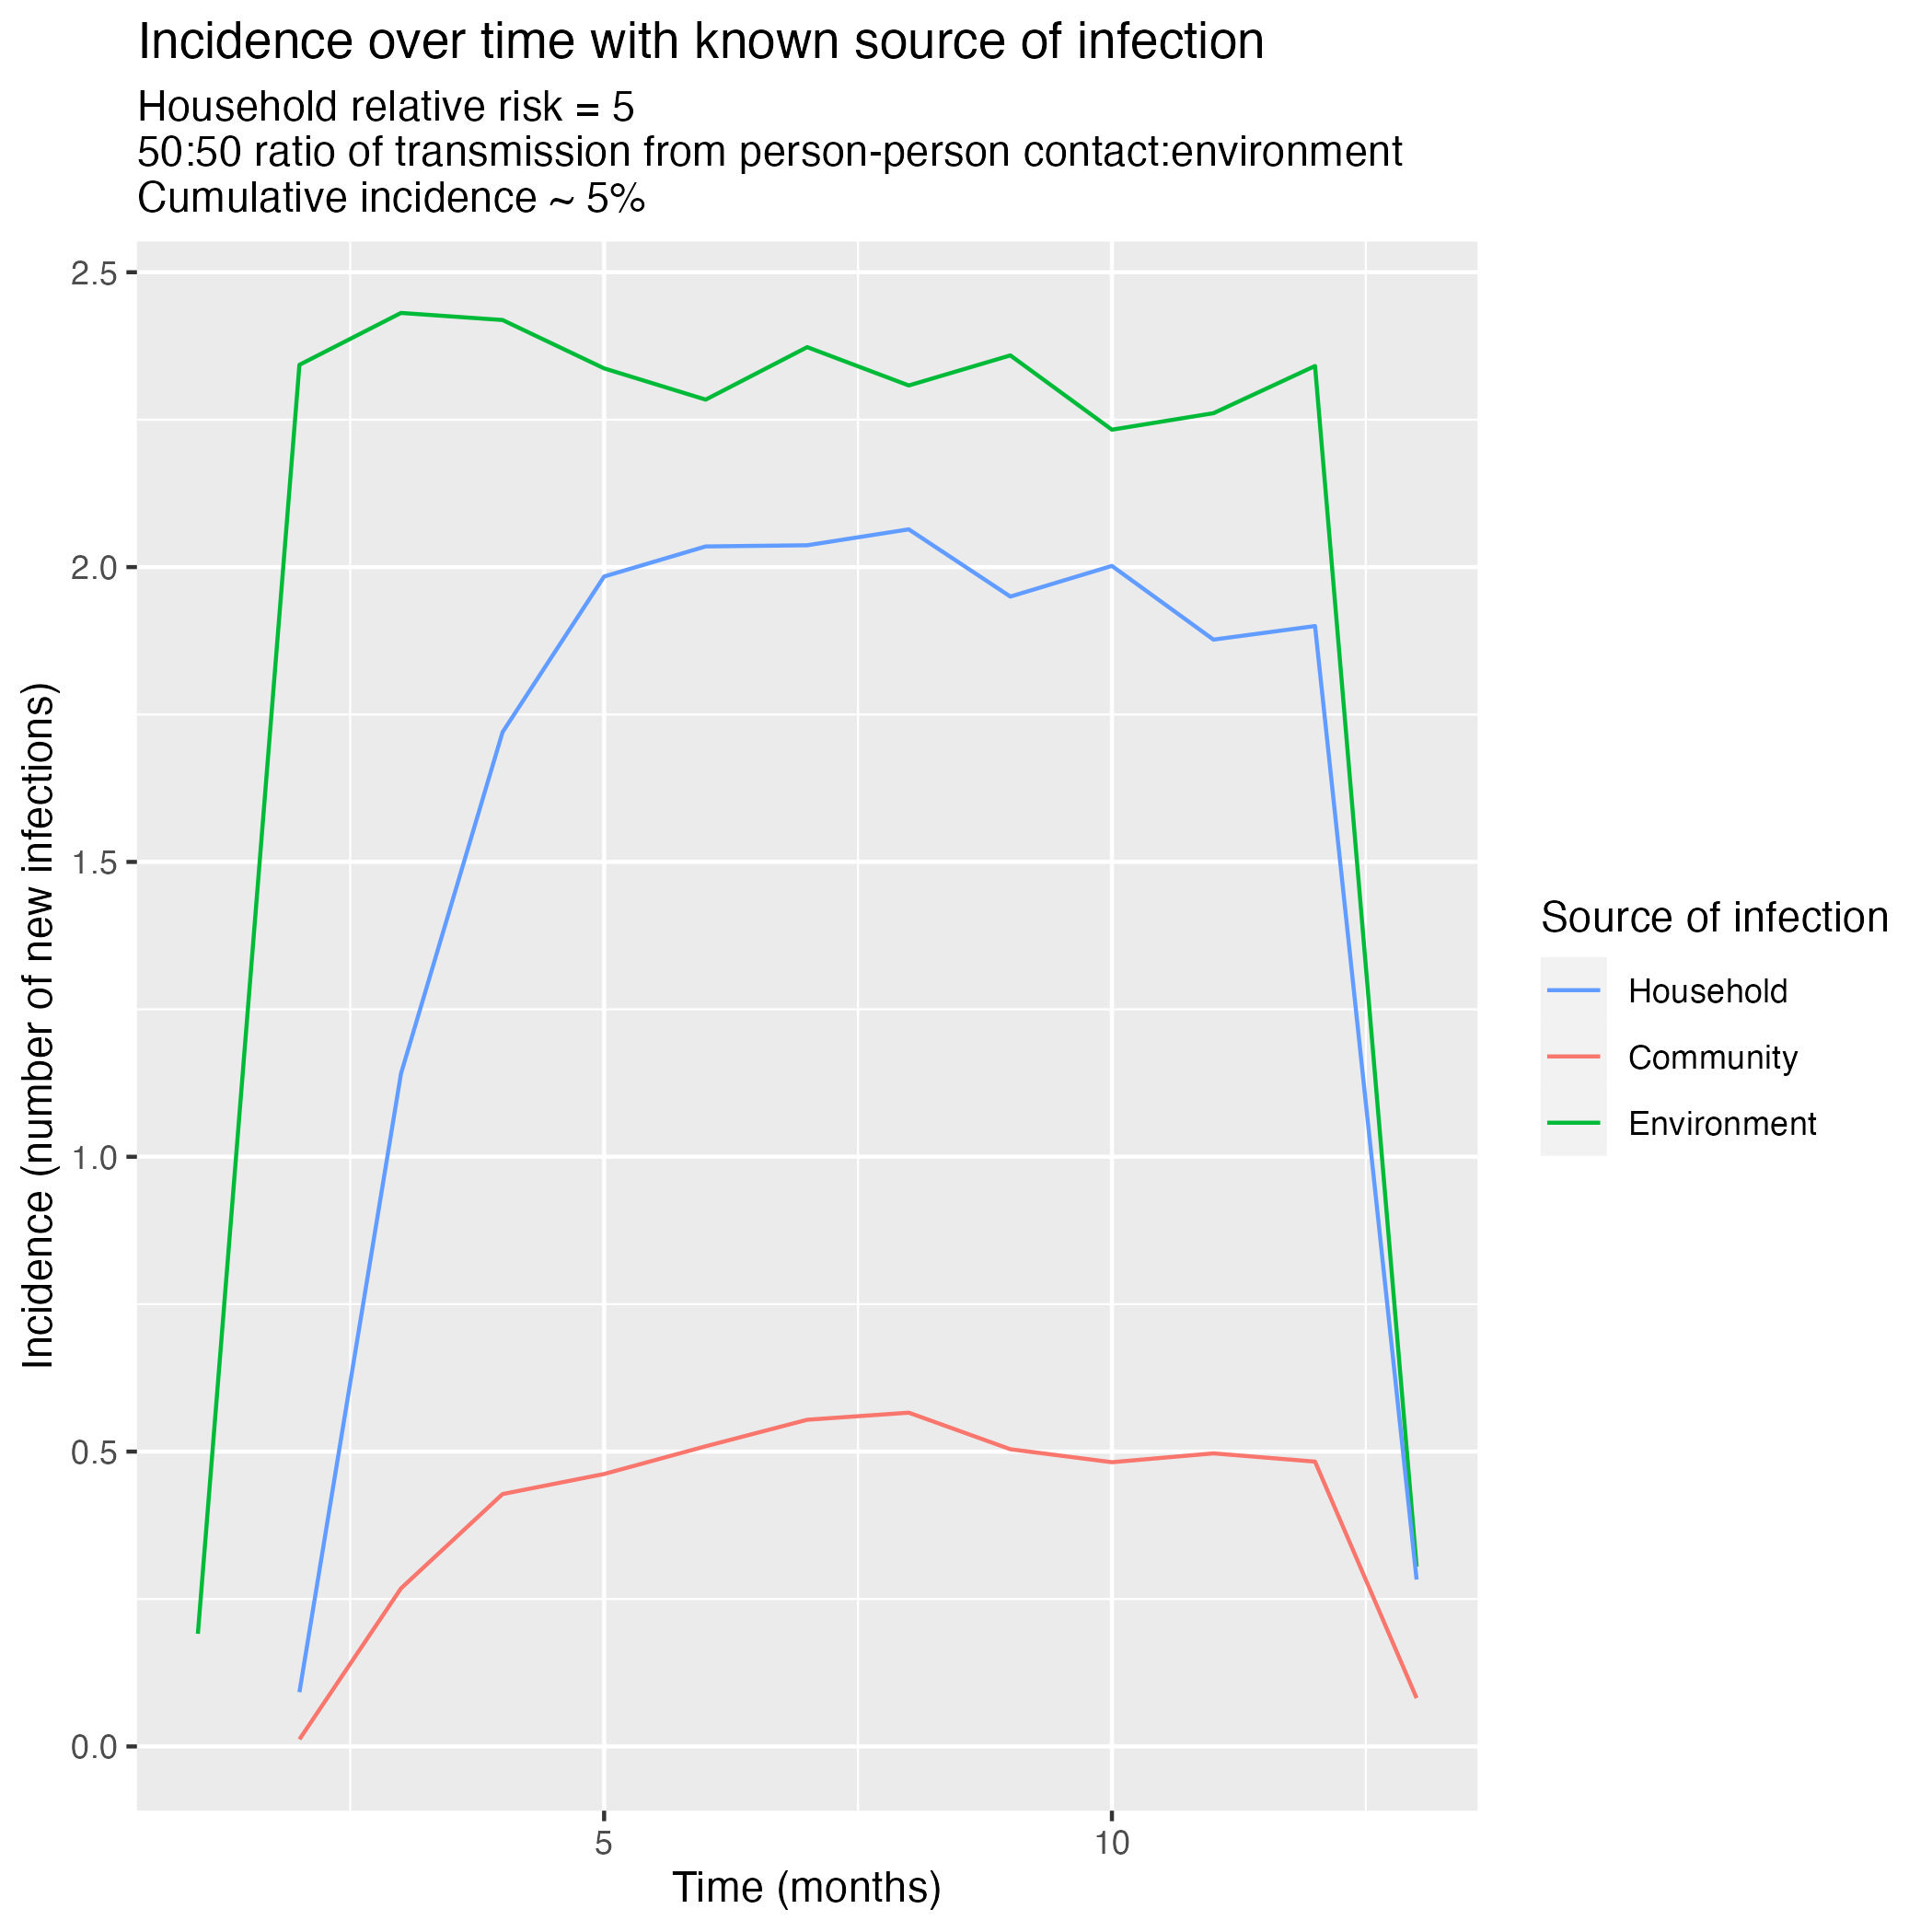 Incidence over time with known source of infection
Household relative risk = 5
50:50 ratio of transmission from person-person contact:environment
Cumulative incidence ~ 5%
2.5
2.0
1.5
1.0
0.5
0.0
Incidence (number of new infections)
5
10
Time (months)
Source of infection
Household
Community
Environment